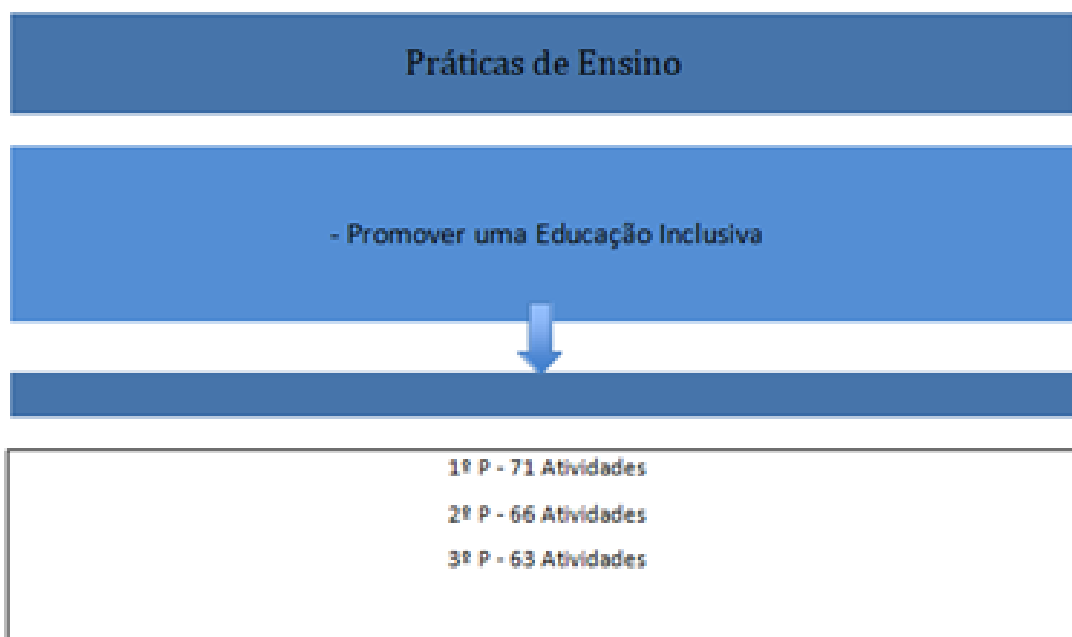 Práticas de Ensino
- Promover uma Educação Inclusiva
1º P - 71 Atividades
2º P - 66 Atividades
3º P - 63 Atividades